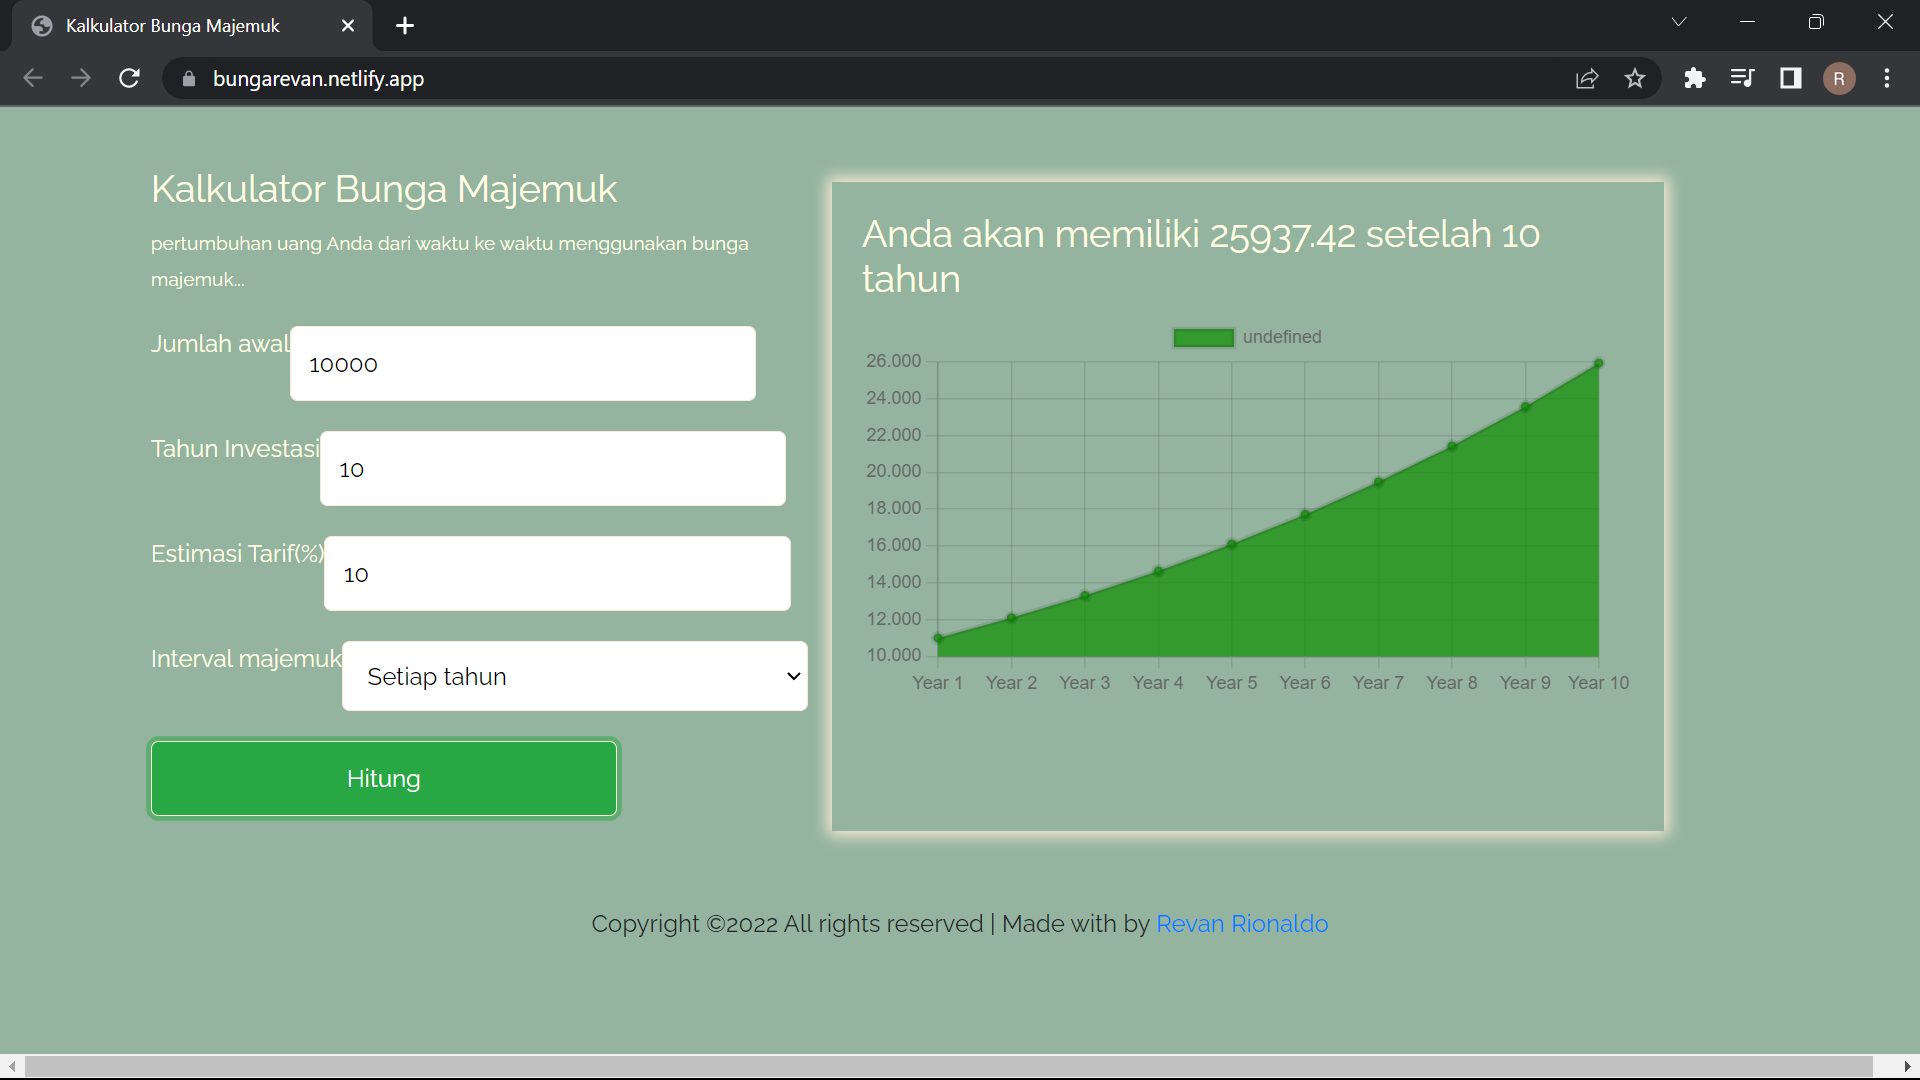 Kalkulator Bunga Majemuk
bungarevan.netlify.app
R
Kalkulator Bunga Majemuk
pertumbuhan uang Anda dari waktu ke waktu menggunakan bunga
majemuk...
Jumlah awal
10000
Tahun Investasi
10
Estimasi Tarif(%)
10
Interval majemuk
Setiap tahun
Hitung
Anda akan memiliki 25937.42 setelah 10
tahun
undefined
26.000
24.000
22.000
20.000
18.000
16.000
14.000
12.000
10.000
Year 1 Year 2 Year 3 Year 4 Year 5 Year 6 Year 7 Year 8 Year 9 Year 10
Copyright ©2022 All rights reserved | Made with by Revan Rionaldo